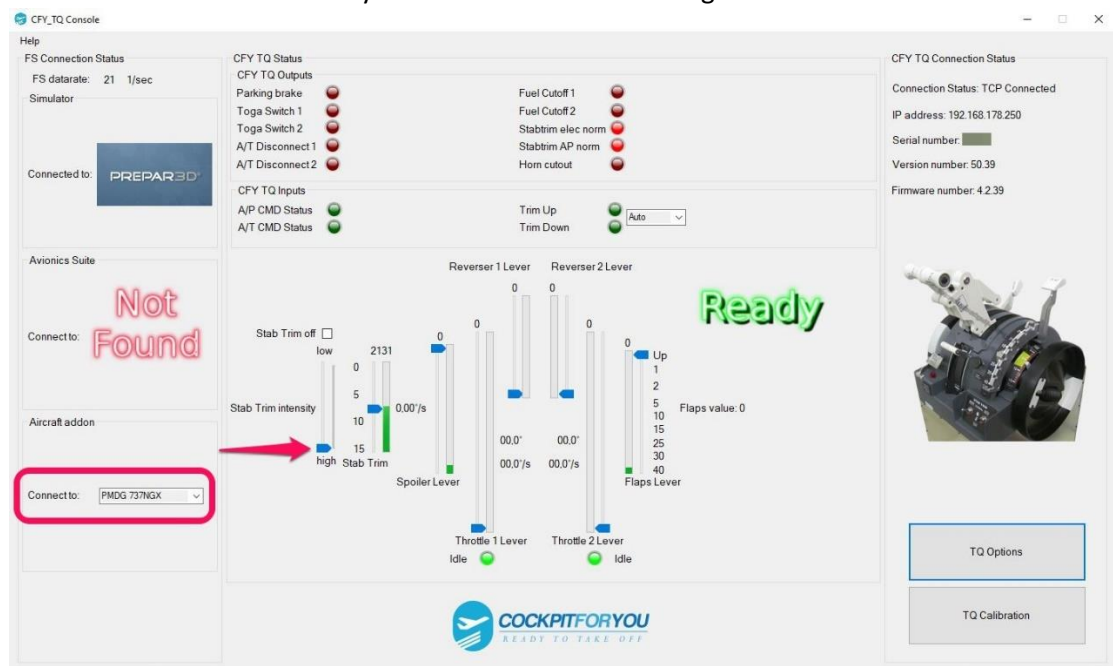 CFY_TQ Console
Help
FS Connection Status
FS datarate: 21 1/sec
Simulator
Connected to:
PREPAR3D
Avionics Suite
Connect to:
Not
Found
Aircraft addon
Connect to:
PMDG 737NGX
CFY TQ Status
CFY TQ Outputs
Parking brake
Toga Switch 1
Toga Switch 2
A/T Disconnect 1
A/T Disconnect 2
Fuel Cutoff 1
Fuel Cutoff 2
Stabtrim elec norm
Stabtrim AP norm
Horn cutout
CFY TQ Inputs
A/P CMD Status
A/T CMD Status
Trim Up
Trim Down
Auto
Reverser 1 Lever
Reverser 2 Lever
0
0
Ready
Stab Trim off
low
2131
0
5
10
15
0,00°/s
Stab Trim intensity
high
Stab Trim
0
Spoiler Lever
0
0
00,0°
00,0°
00,0°/s
00,0°/s
Throttle 1 Lever
Throttle 2 Lever
Idle
Idle
0
Up
1
2
5
10
15
25
30
40
Flaps value: 0
Flaps Lever
COCKPITFORYOU
READY TO TAKE OFF
CFY TQ Connection Status
Connection Status: TCP Connected
IP address: 192.168.178.250
Serial number:
Version number: 50.39
Firmware number: 4.2.39
TQ Options
TQ Calibration